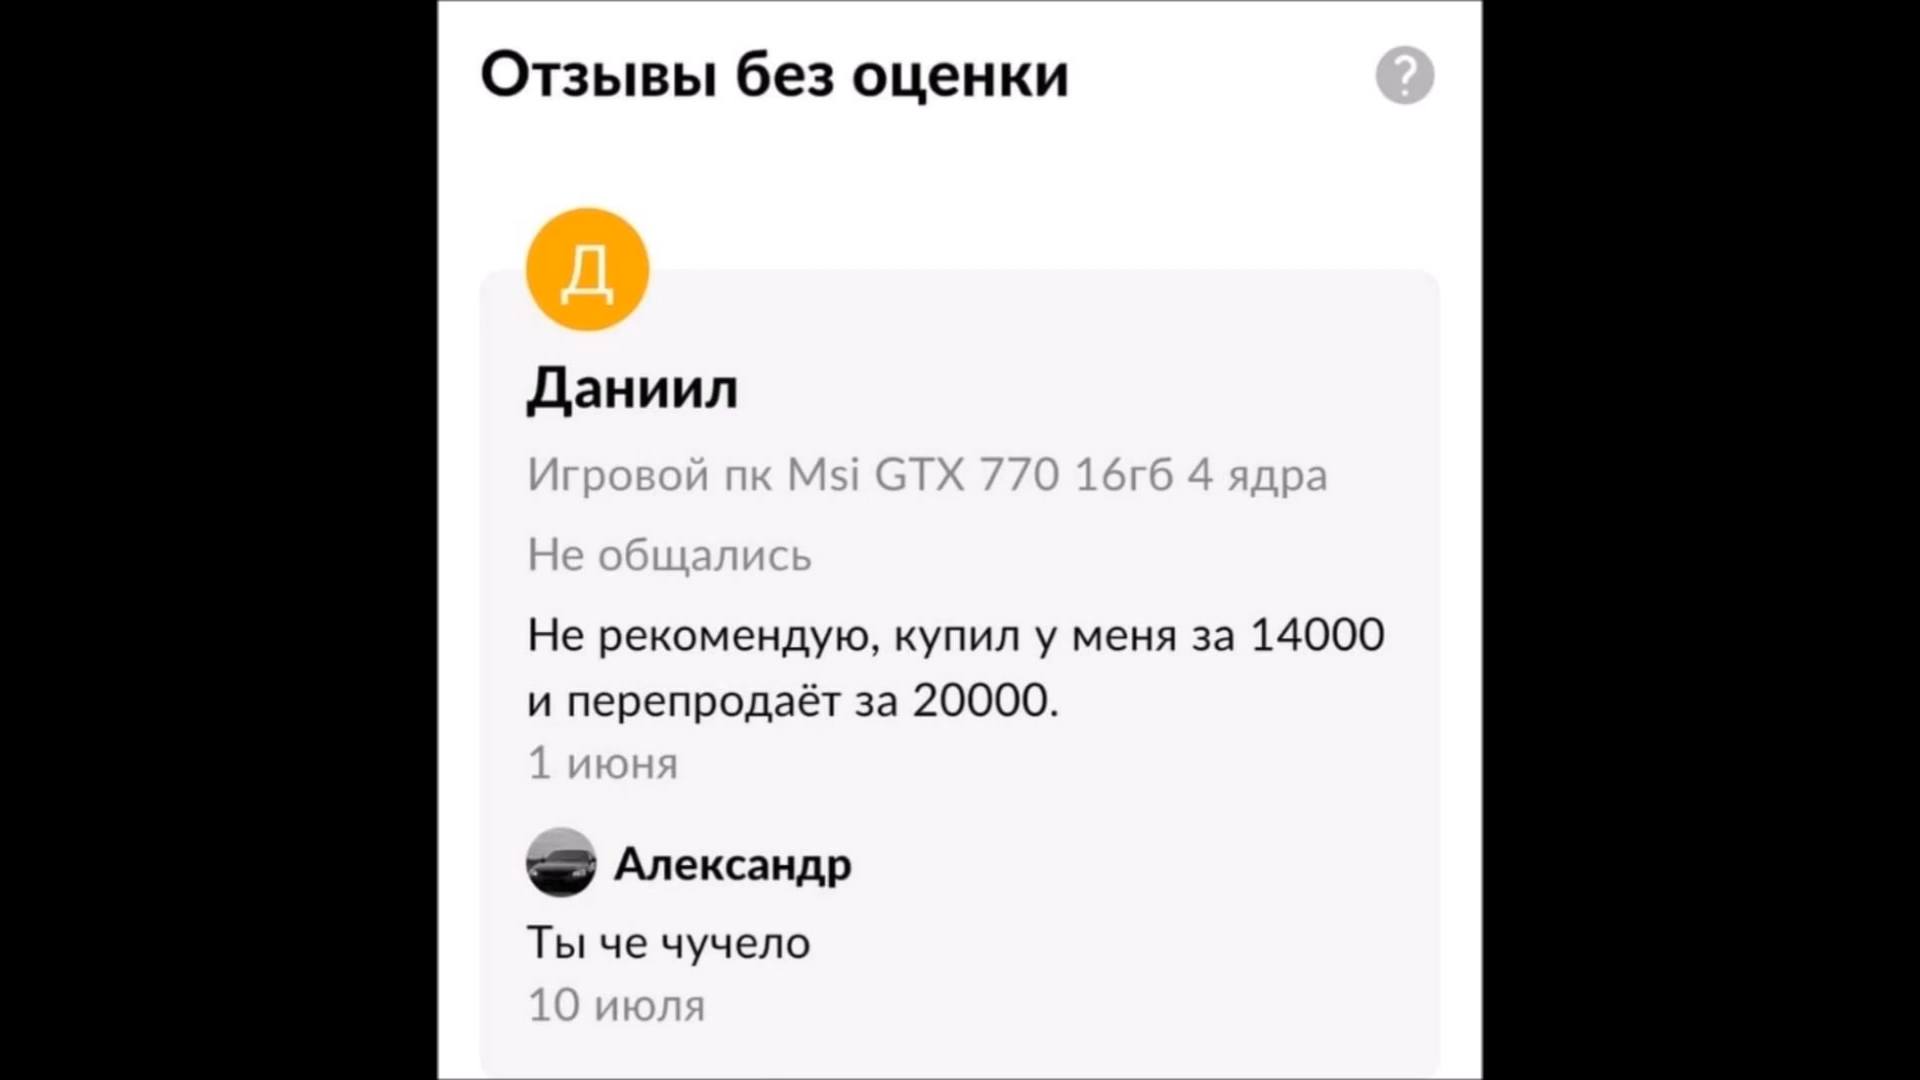 Отзывы без оценки
?
Д
Даниил
Игровой пк Msi GTX 770 16гб 4 ядра
Не общались
Не рекомендую, купил у меня за 14000
и перепродаёт за 20000.
1 июня
Александр
Ты че чучело
10 июля